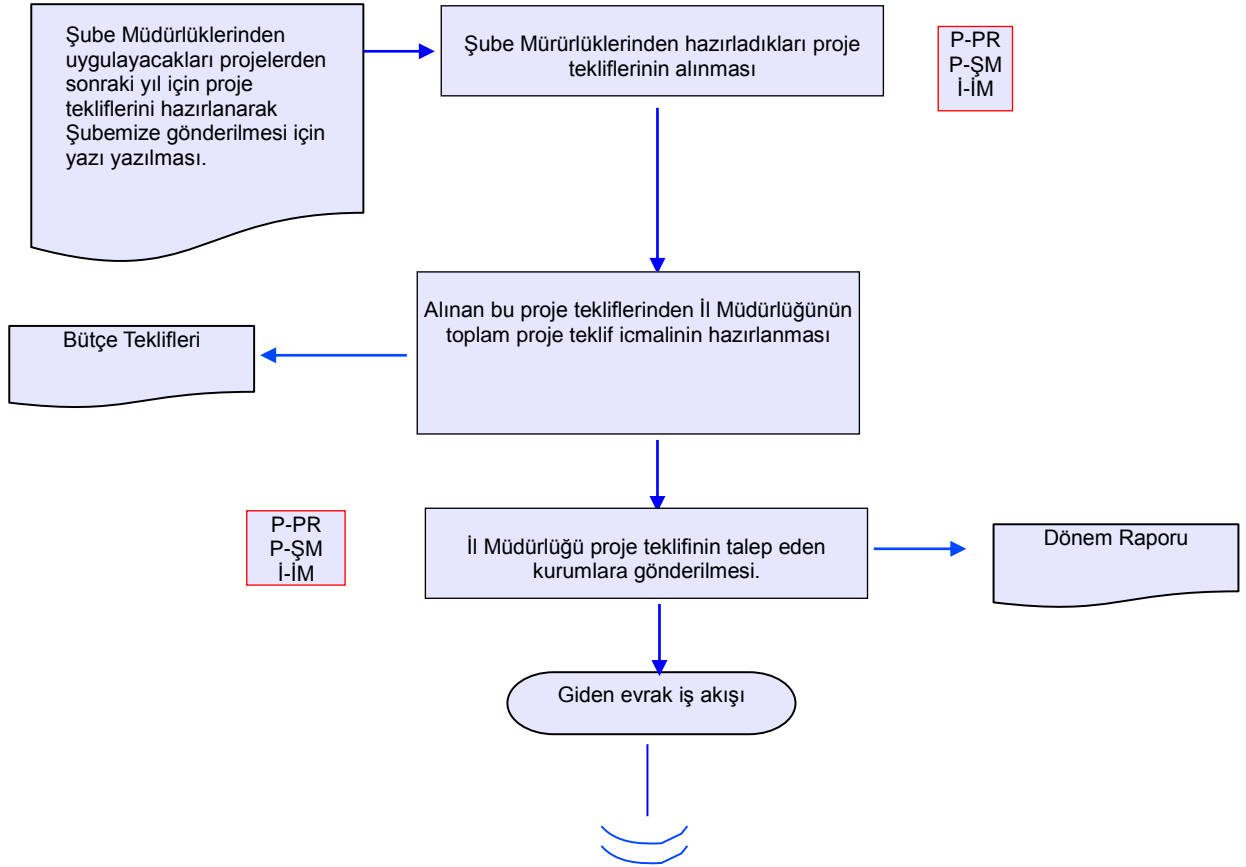 Şube Müdürlüklerinden
uygulayacakları projelerden
sonraki yıl için proje
tekliflerini hazırlanarak
Şubemize gönderilmesi için
yazı yazılması.
Şube Mürürlüklerinden hazırladıkları proje
tekliflerinin alınması
P-PR
P-ŞM
İ-İM
Alınan bu proje tekliflerinden İl Müdürlüğünün
toplam proje teklif icmalinin hazırlanması
Bütçe Teklifleri
P-PR
P-ŞM
İ-İM
İl Müdürlüğü proje teklifinin talep eden
kurumlara gönderilmesi.
Dönem Raporu
Giden evrak iş akışı